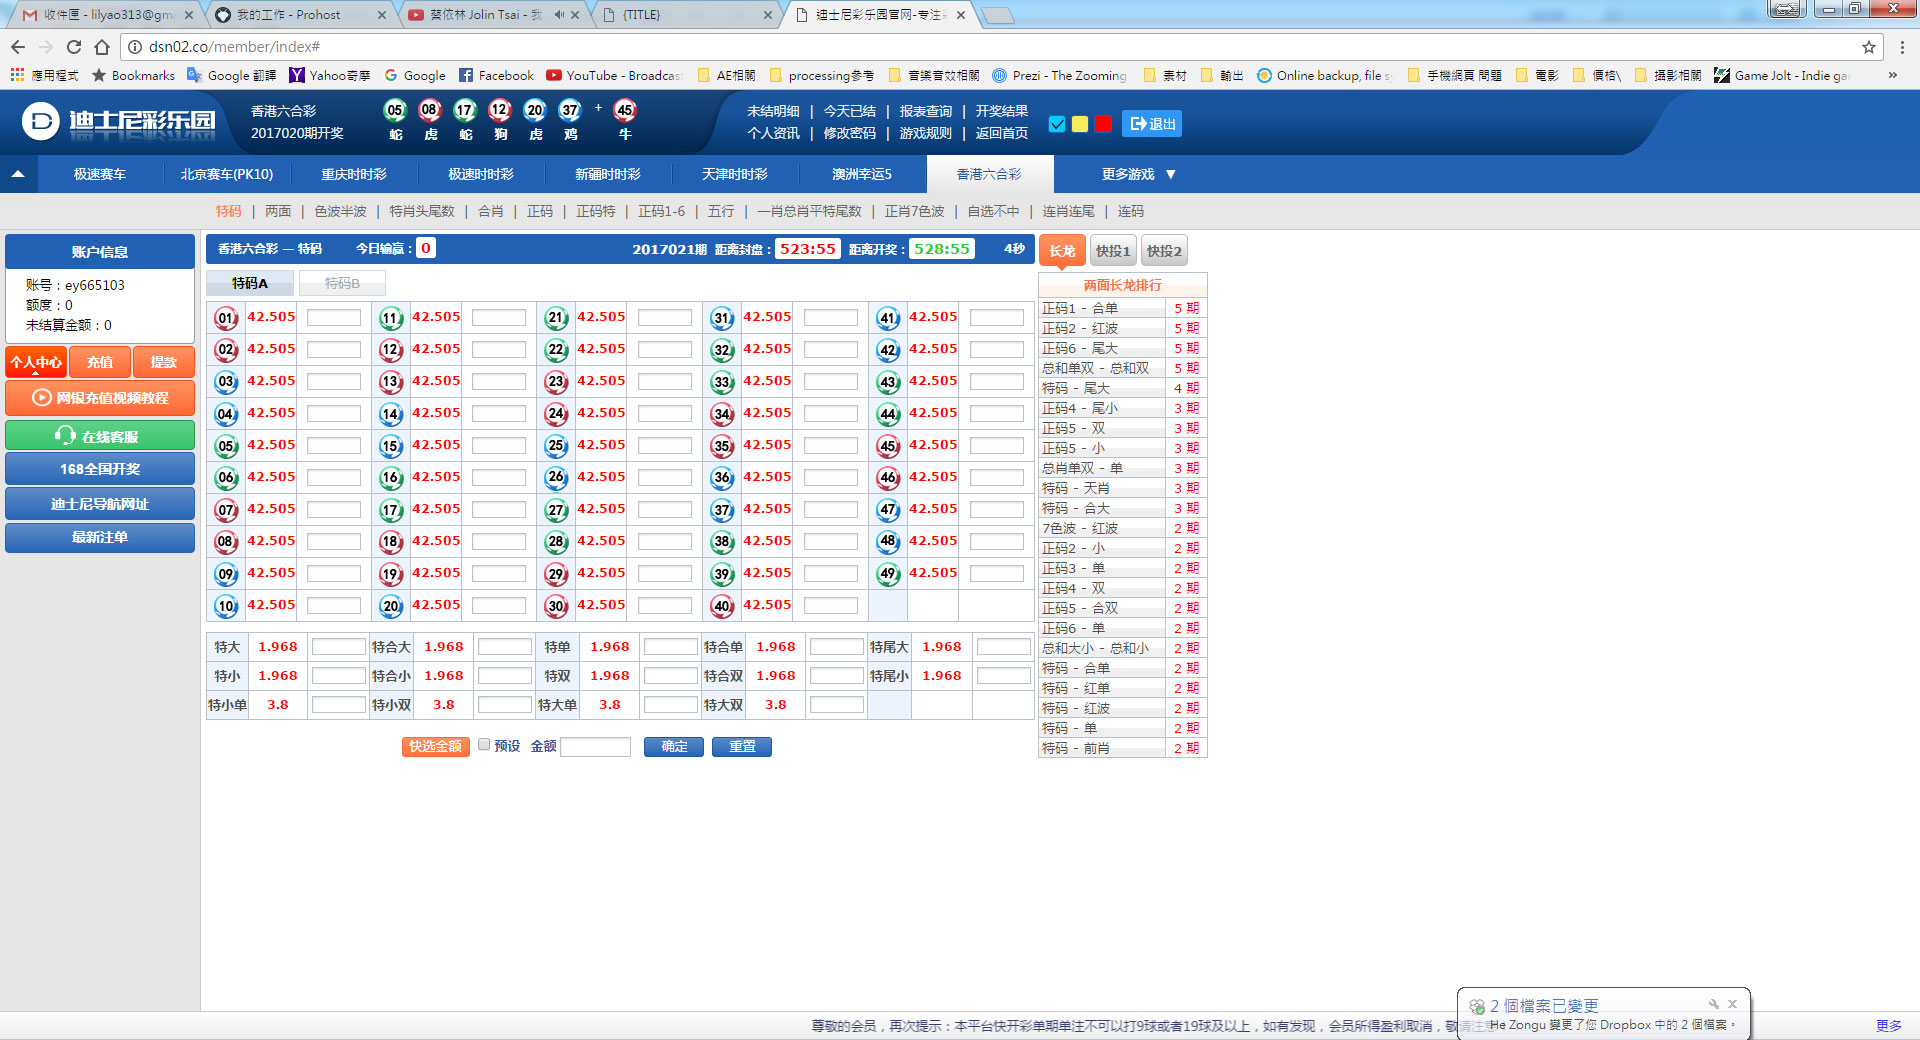 收件匣 - lilyao313@gma
我的工作 - Prohost
蔡依林 Jolin Tsai - 我
{TITLE}
迪士尼彩乐园官网-专注彩
dsn02.co/member/index#
應用程式 Bookmarks Google 翻譯 Yahoo奇摩 Google Facebook YouTube - Broadcast AE相關 processing參考 音樂音效相關 Prezi - The Zooming 素材 輸出 Online backup, file sy 手機網頁 問題 電影 價格\ 攝影相關 Game Jolt - Indie ga »
D 迪士尼彩乐园
香港六合彩
2017020期开奖
05 08 17 12 20 37 + 45
蛇 虎 蛇 狗 虎 鸡 牛
未结明细 | 今天已结 | 报表查询 | 开奖结果
个人资讯 | 修改密码 | 游戏规则 | 返回首页
退出
极速赛车 北京赛车(PK10) 重庆时时彩 极速时时彩 新疆时时彩 天津时时彩 澳洲幸运5 香港六合彩 更多游戏 ▼
特码 | 两面 | 色波半波 | 特肖头尾数 | 合肖 | 正码 | 正码特 | 正码1-6 | 五行 | 一肖总肖平特尾数 | 正肖7色波 | 自选不中 | 连肖连尾 | 连码
账户信息
账号：ey665103
额度：0
未结算金额：0
个人中心 充值 提款
网银充值视频教程
在线客服
168全国开奖
迪士尼导航网址
最新注单
香港六合彩 — 特码 今日输赢：0 2017021期 距离封盘：523:55 距离开奖：528:55 4秒
特码A 特码B
01 42.505 11 42.505 21 42.505 31 42.505 41 42.505
02 42.505 12 42.505 22 42.505 32 42.505 42 42.505
03 42.505 13 42.505 23 42.505 33 42.505 43 42.505
04 42.505 14 42.505 24 42.505 34 42.505 44 42.505
05 42.505 15 42.505 25 42.505 35 42.505 45 42.505
06 42.505 16 42.505 26 42.505 36 42.505 46 42.505
07 42.505 17 42.505 27 42.505 37 42.505 47 42.505
08 42.505 18 42.505 28 42.505 38 42.505 48 42.505
09 42.505 19 42.505 29 42.505 39 42.505 49 42.505
10 42.505 20 42.505 30 42.505 40 42.505
特大 1.968 特合大 1.968 特单 1.968 特合单 1.968 特尾大 1.968
特小 1.968 特合小 1.968 特双 1.968 特合双 1.968 特尾小 1.968
特小单 3.8 特小双 3.8 特大单 3.8 特大双 3.8
快选金额 预设 金额 确定 重置
长龙 快投1 快投2
两面长龙排行
正码1 - 合单 5 期
正码2 - 红波 5 期
正码6 - 尾大 5 期
总和单双 - 总和双 5 期
特码 - 尾大 4 期
正码4 - 尾小 3 期
正码5 - 双 3 期
正码5 - 小 3 期
总肖单双 - 单 3 期
特码 - 天肖 3 期
特码 - 合大 3 期
7色波 - 红波 2 期
正码2 - 小 2 期
正码3 - 单 2 期
正码4 - 双 2 期
正码5 - 合双 2 期
正码6 - 单 2 期
总和大小 - 总和小 2 期
特码 - 合单 2 期
特码 - 红单 2 期
特码 - 红波 2 期
特码 - 单 2 期
特码 - 前肖 2 期
2 個檔案已變更
He Zongu 變更了您 Dropbox 中的 2 個檔案。
尊敬的会员，再次提示：本平台快开彩单期单注不可以打9球或者19球及以上，如有发现，会员所得盈利取消，敬请注意
更多